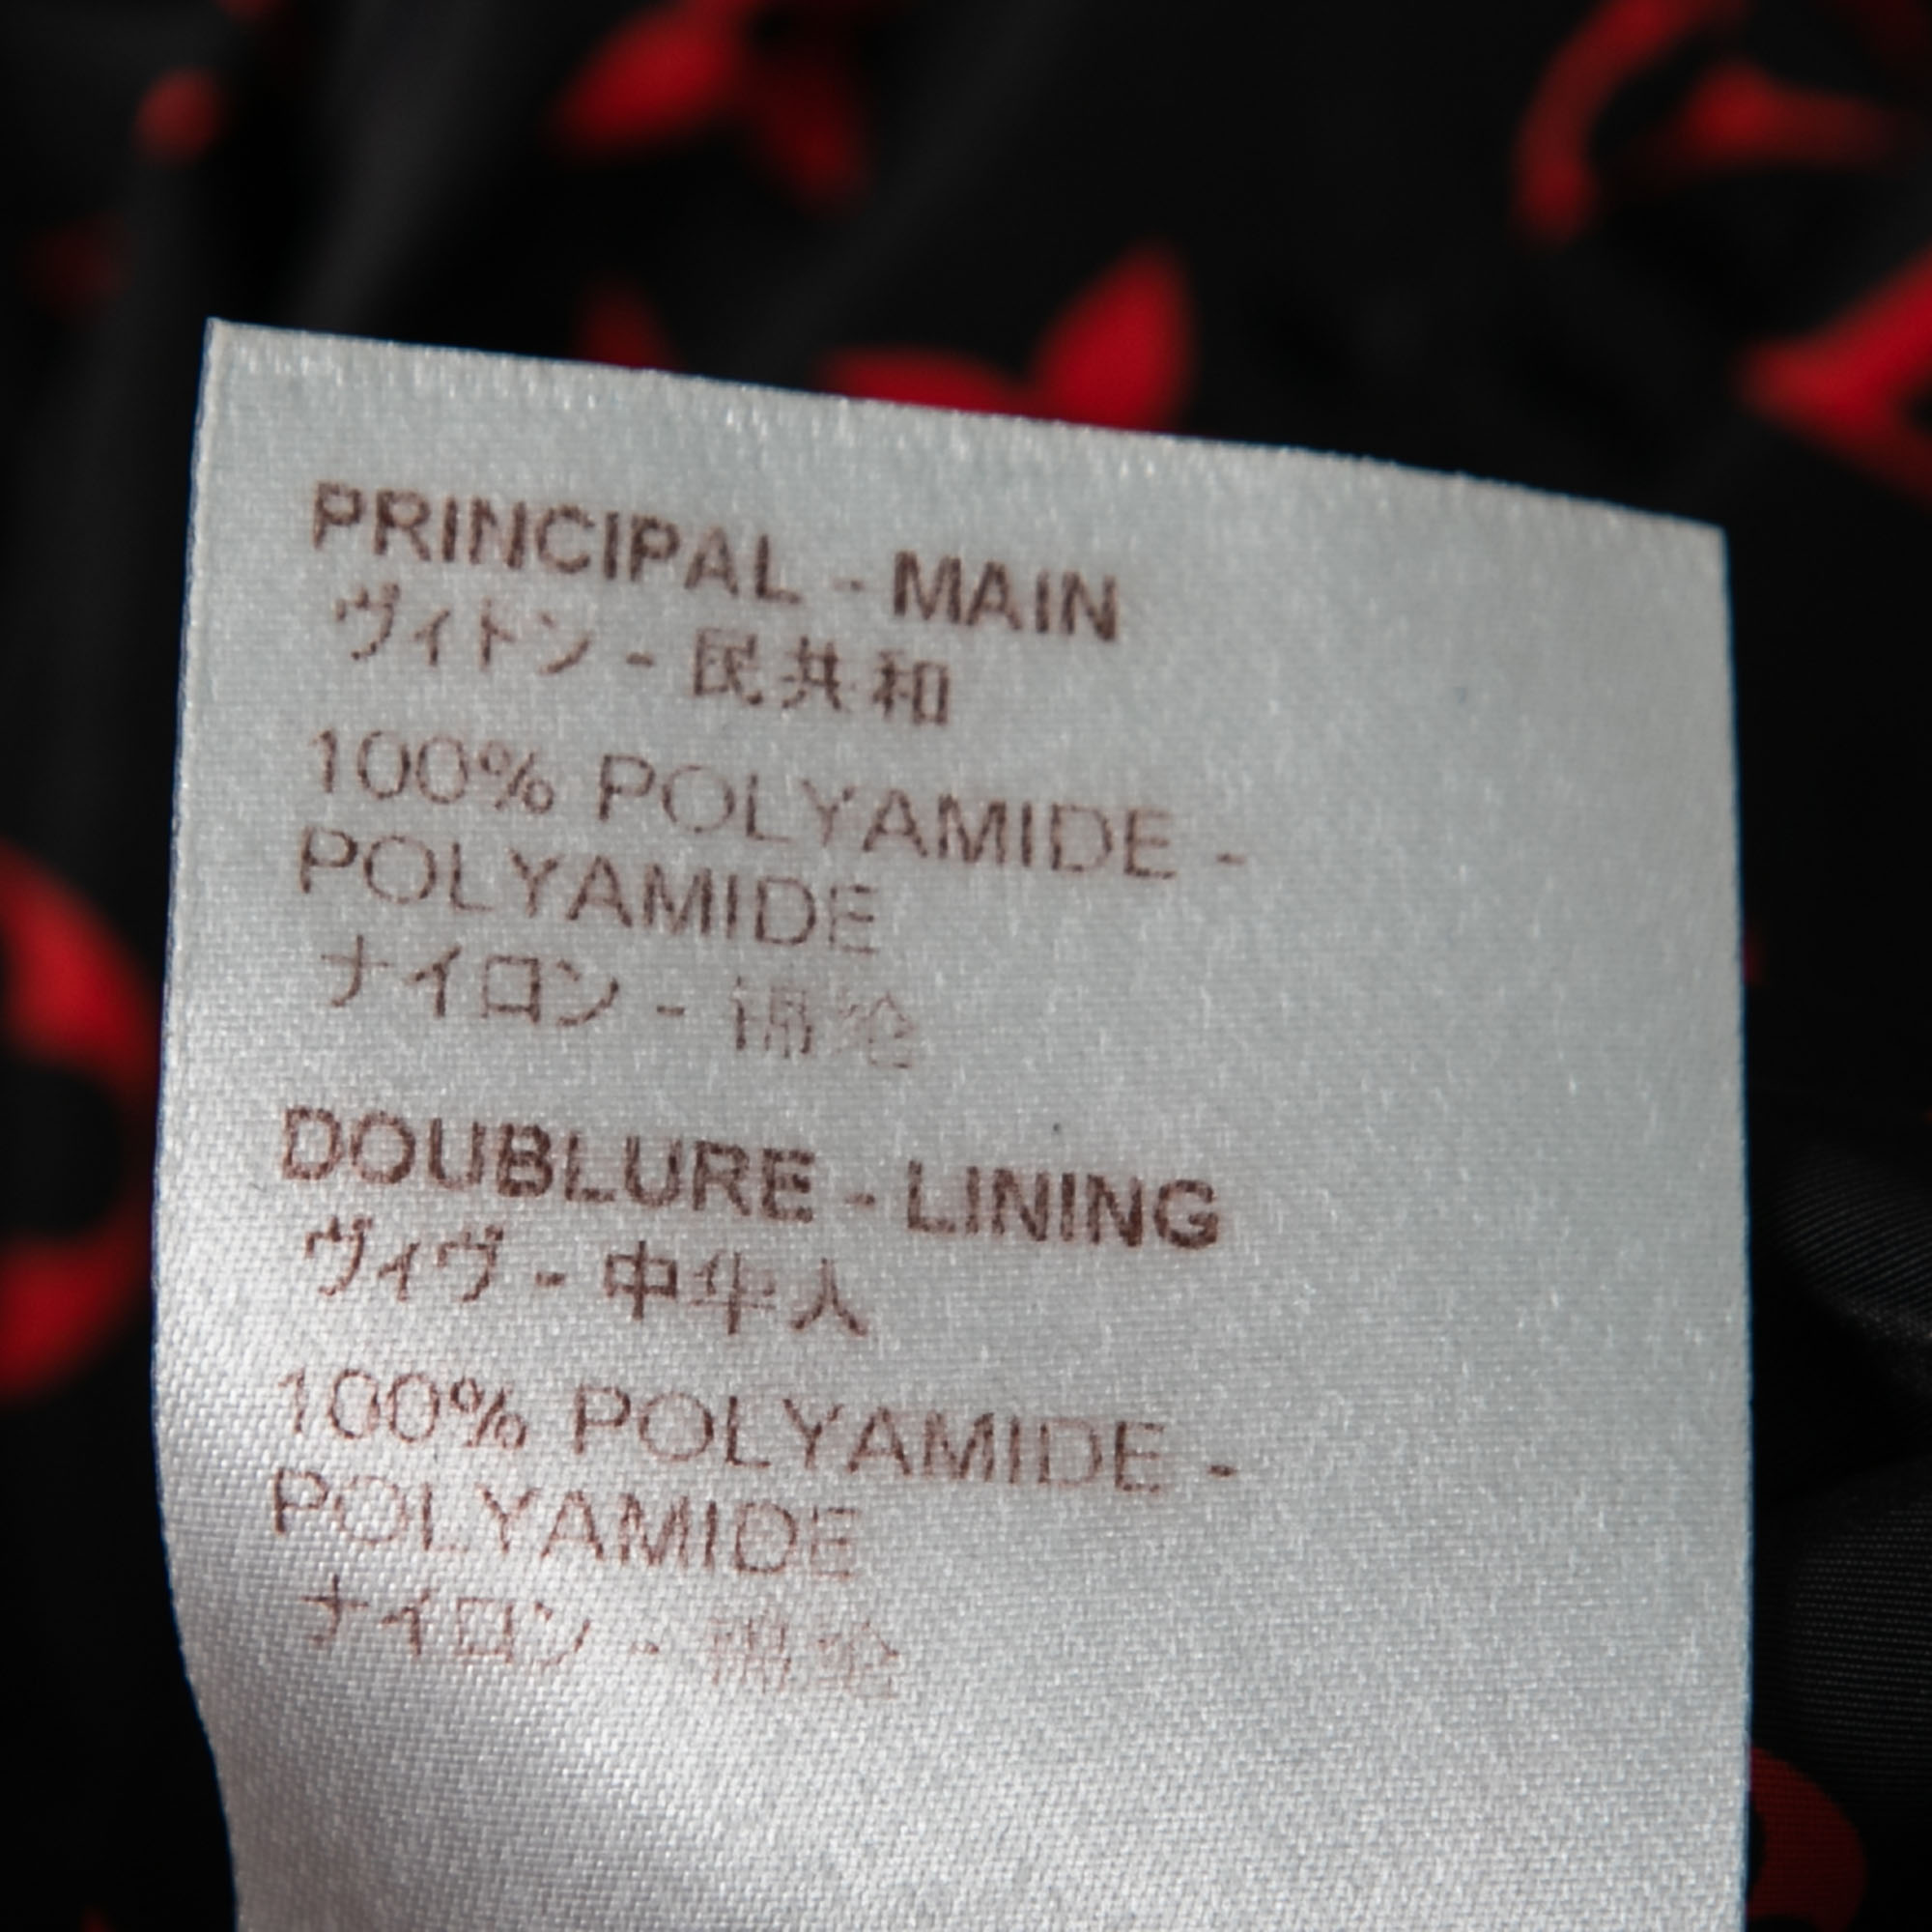 PRINCIPAL - MAIN
ヴィトン - 民共和
100% POLYAMIDE -
POLYAMIDE
ナイロン - 锦纶
DOUBLURE - LINING
ヴィヴ - 中华人
100% POLYAMIDE -
POLYAMIDE
ナイロン - 锦纶